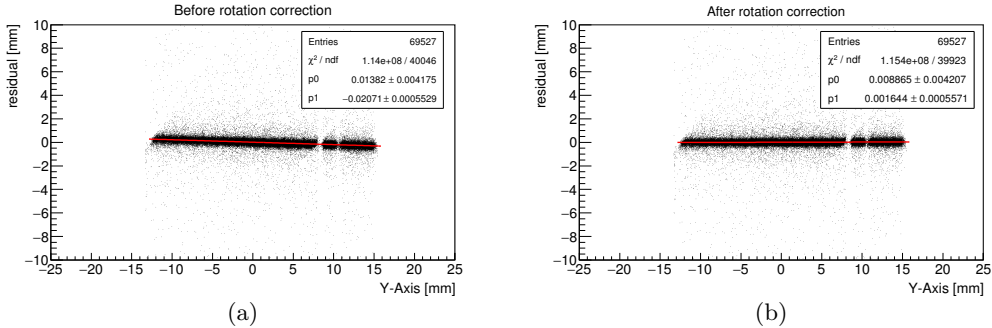 Before rotation correction
residual [mm]
10
8
6
4
2
0
−2
−4
−6
−8
−10
Entries 69527
χ² / ndf 1.14e+08 / 40046
p0 0.01382 ± 0.004175
p1 −0.02071 ± 0.0005529
−25 −20 −15 −10 −5 0 5 10 15 20 25
Y-Axis [mm]
(a)
After rotation correction
residual [mm]
10
8
6
4
2
0
−2
−4
−6
−8
−10
Entries 69527
χ² / ndf 1.154e+08 / 39923
p0 0.008865 ± 0.004207
p1 0.001644 ± 0.0005571
−25 −20 −15 −10 −5 0 5 10 15 20 25
Y-Axis [mm]
(b)